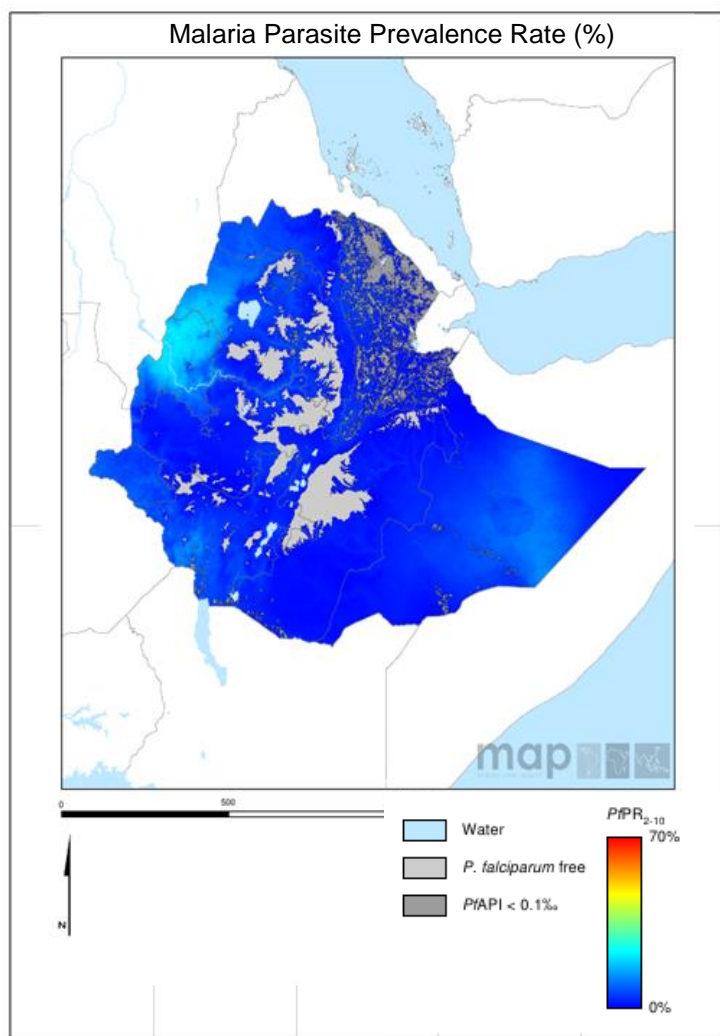 Malaria Parasite Prevalence Rate (%)
map
0 500
Water
P. falciparum free
PfAPI < 0.1‰
PfPR2-10
70%
0%
N